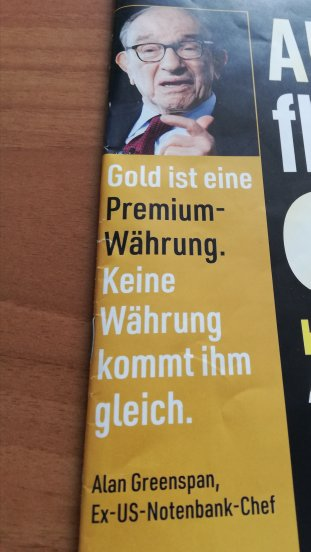 Gold ist eine
Premium-
Währung.
Keine
Währung
kommt ihm
gleich.
Alan Greenspan,
Ex-US-Notenbank-Chef